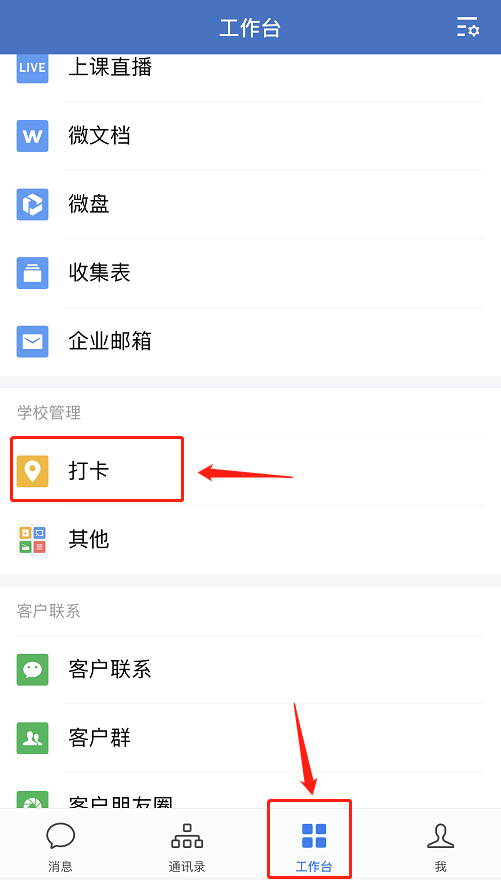 工作台
LIVE
上课直播
W
微文档
微盘
收集表
企业邮箱
学校管理
打卡
其他
客户联系
客户联系
客户群
客户朋友圈
消息
通讯录
工作台
我